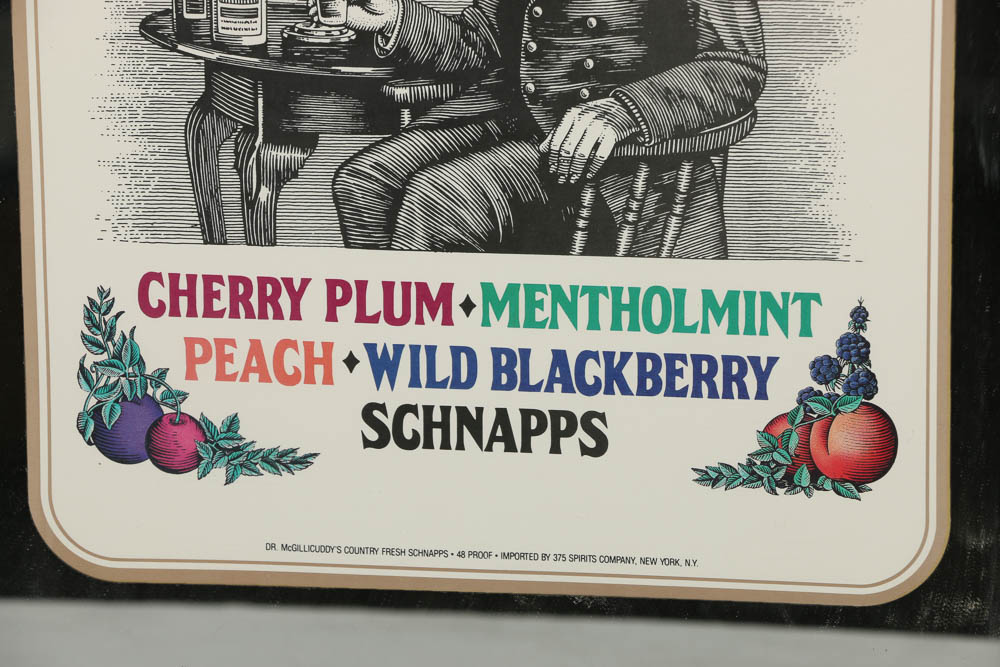 CHERRY PLUM ♦ MENTHOLMINT
PEACH ♦ WILD BLACKBERRY
SCHNAPPS
DR. McGILLICUDDY'S COUNTRY FRESH SCHNAPPS • 48 PROOF • IMPORTED BY 375 SPIRITS COMPANY, NEW YORK, N.Y.